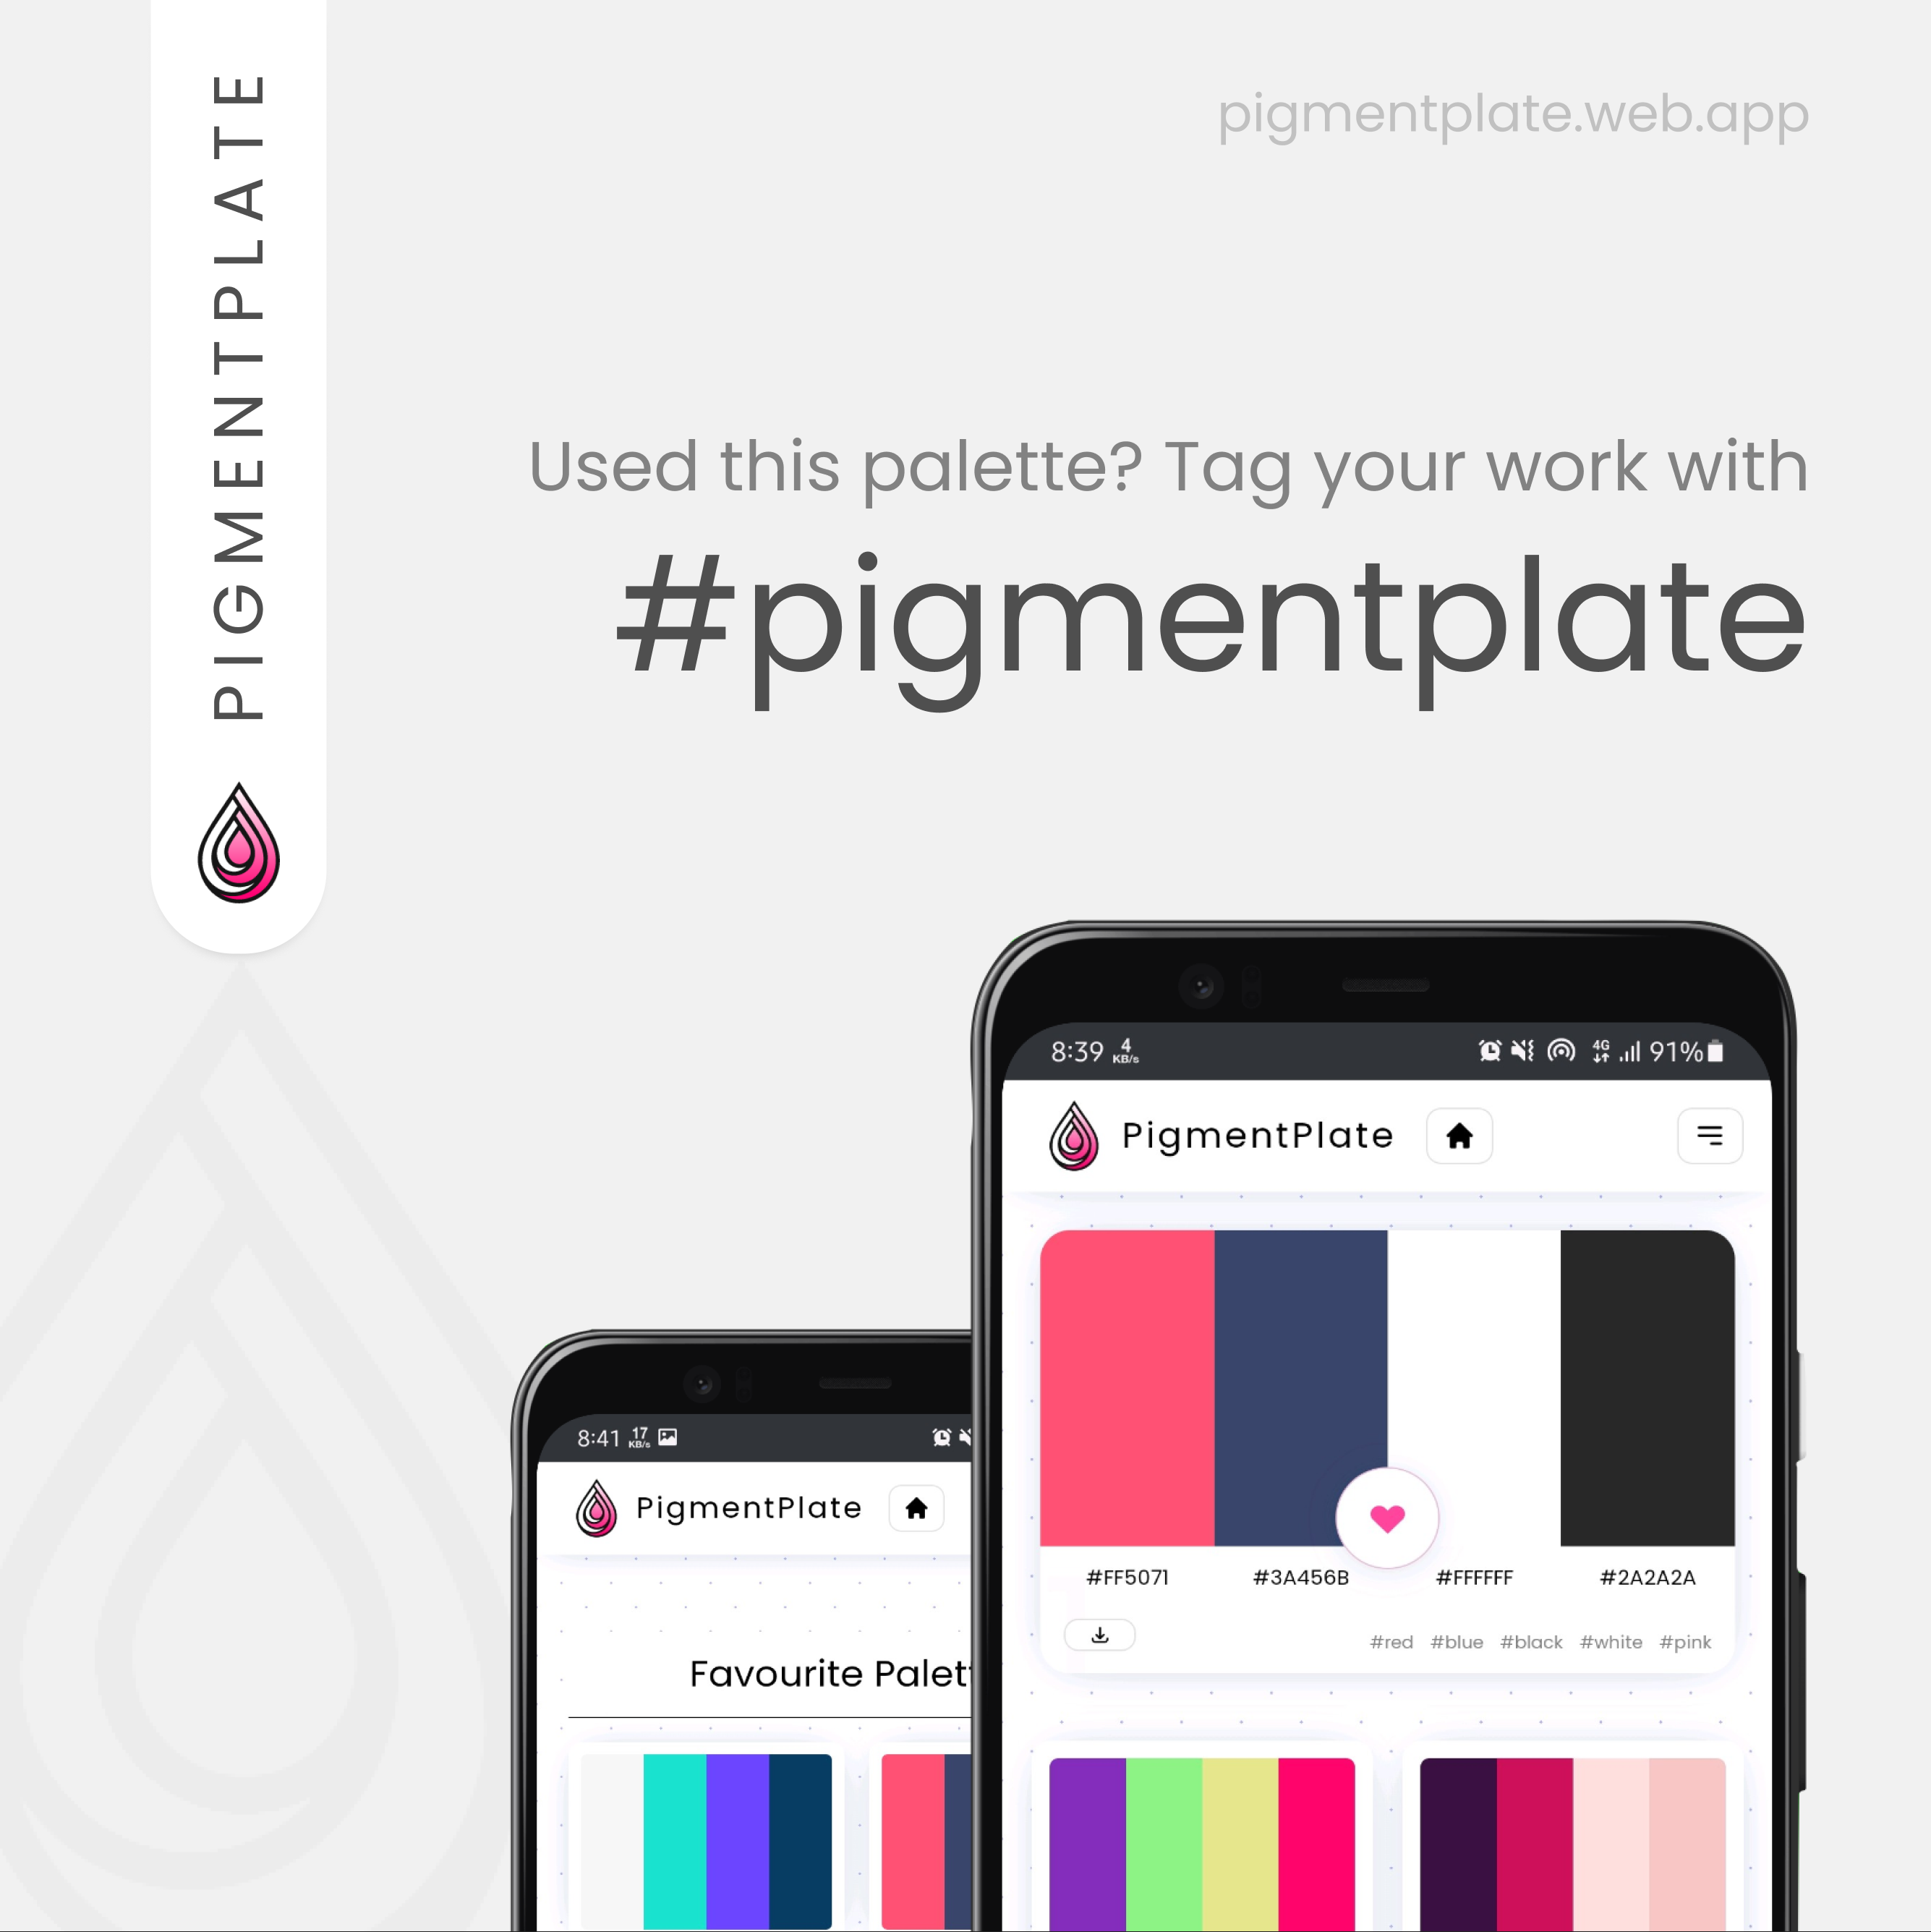 PIGMENTPLATE
pigmentplate.web.app
Used this palette? Tag your work with
#pigmentplate
8:39 4 KB/s 4G 91%
PigmentPlate
#FF5071 #3A456B #FFFFFF #2A2A2A
#red #blue #black #white #pink
8:41 17 KB/s
PigmentPlate
Favourite Palet